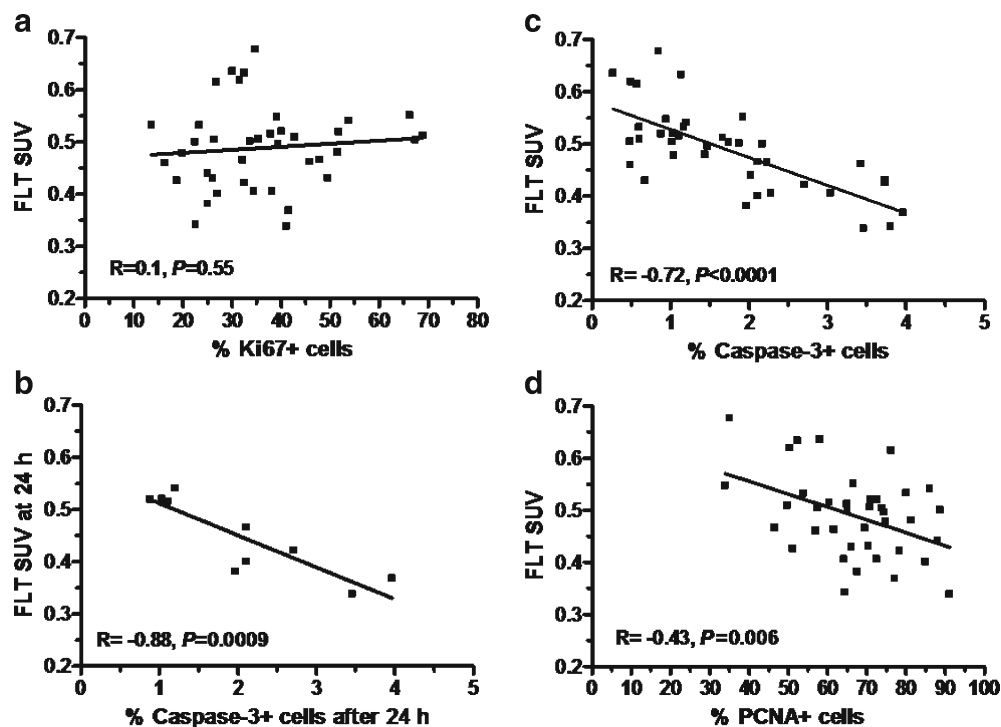 a
0.7
0.6
0.5
0.4
0.3
0.2
FLT SUV
R=0.1, P=0.55
0 10 20 30 40 50 60 70 80
% Ki67+ cells
c
0.7
0.6
0.5
0.4
0.3
0.2
FLT SUV
R= -0.72, P<0.0001
0 1 2 3 4 5
% Caspase-3+ cells
b
0.7
0.6
0.5
0.4
0.3
0.2
FLT SUV at 24 h
R= -0.88, P=0.0009
0 1 2 3 4 5
% Caspase-3+ cells after 24 h
d
0.7
0.6
0.5
0.4
0.3
0.2
FLT SUV
R= -0.43, P=0.006
0 10 20 30 40 50 60 70 80 90 100
% PCNA+ cells